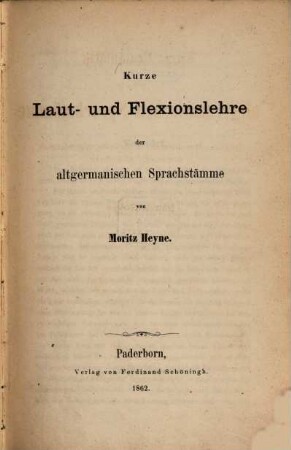 Kurze
Laut- und Flexionslehre
der
altgermanischen Sprachstämme
von
Moritz Heyne.
Paderborn,
Verlag von Ferdinand Schöningh.
1862.